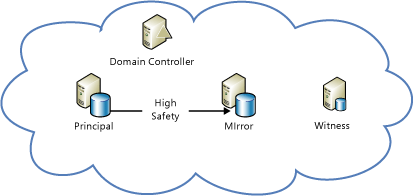 Domain Controller
High
Safety
Principal
MIrror
Witness